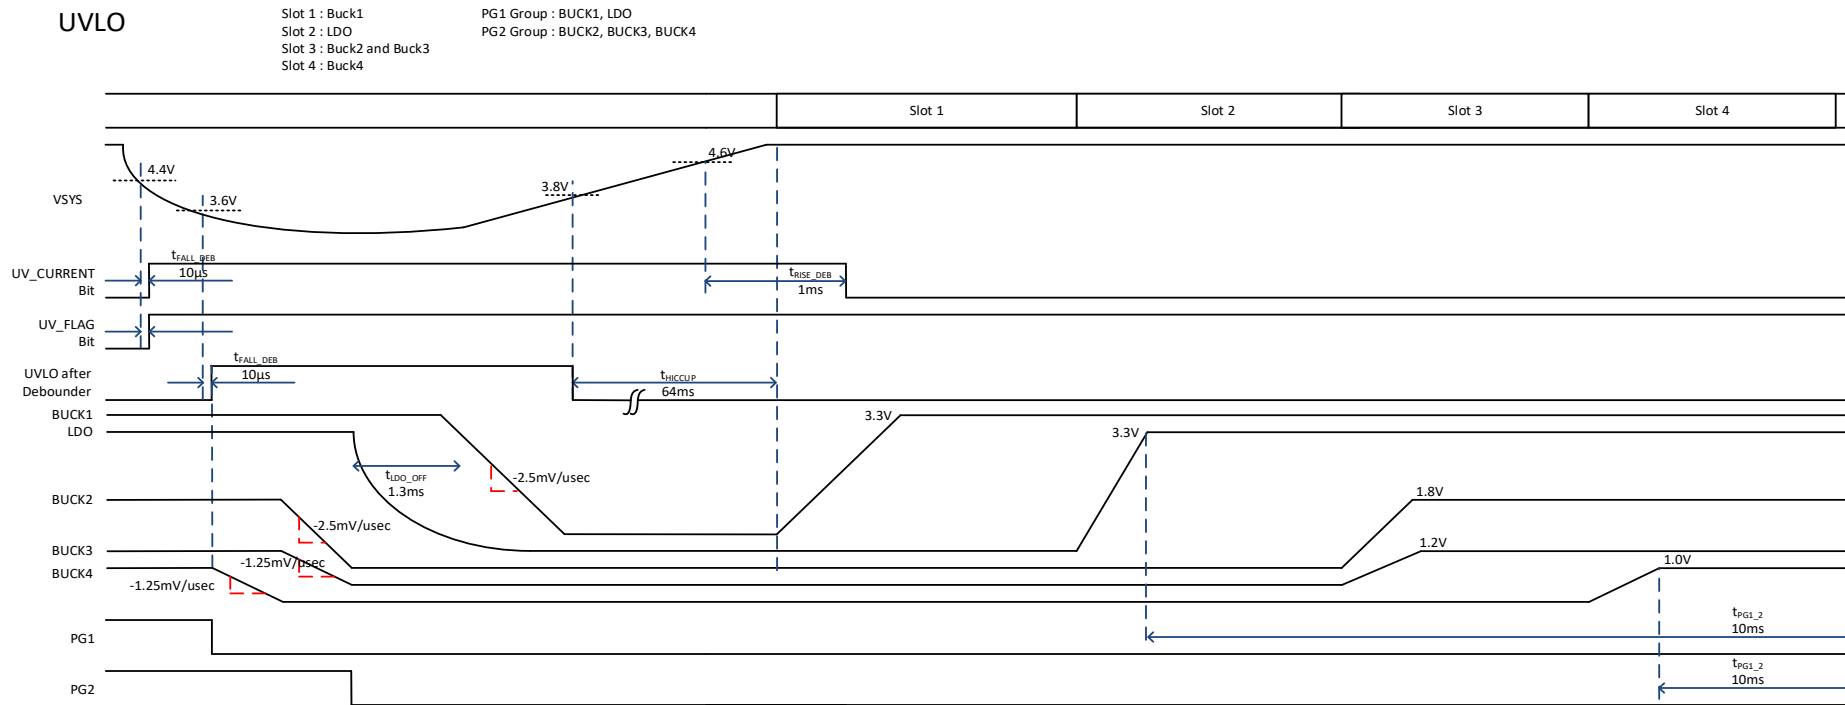 UVLO
Slot 1 : Buck1
Slot 2 : LDO
Slot 3 : Buck2 and Buck3
Slot 4 : Buck4
PG1 Group : BUCK1, LDO
PG2 Group : BUCK2, BUCK3, BUCK4
Slot 1
Slot 2
Slot 3
Slot 4
VSYS
4.4V
3.6V
3.8V
4.6V
UV_CURRENT
Bit
tFALL_DEB
10µs
tRISE_DEB
1ms
UV_FLAG
Bit
UVLO after
Debounder
tFALL_DEB
10µs
tHICCUP
64ms
BUCK1
3.3V
LDO
3.3V
tLDO_OFF
1.3ms
-2.5mV/usec
BUCK2
1.8V
-2.5mV/usec
BUCK3
1.2V
-1.25mV/usec
BUCK4
1.0V
-1.25mV/usec
PG1
tPG1_2
10ms
PG2
tPG1_2
10ms